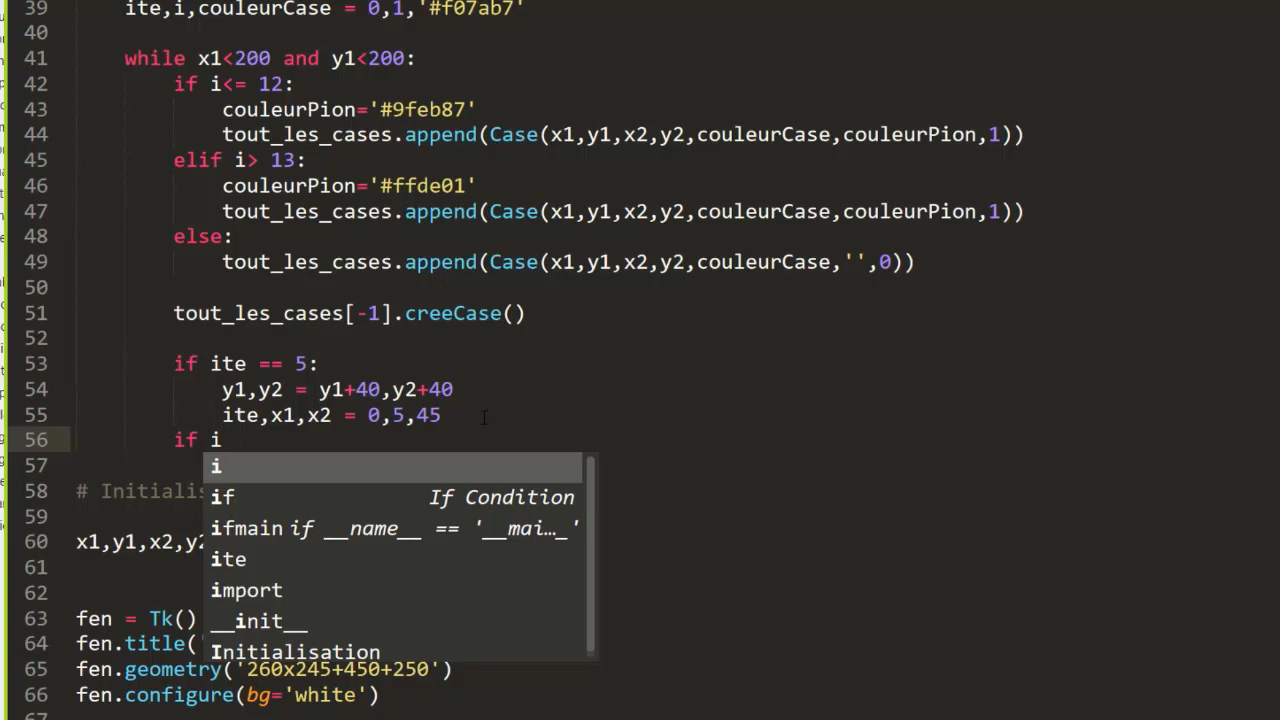 39 ite,i,couleurCase = 0,1,'#f07ab7'
40
41 while x1<200 and y1<200:
42 if i<= 12:
43 couleurPion='#9feb87'
44 tout_les_cases.append(Case(x1,y1,x2,y2,couleurCase,couleurPion,1))
45 elif i> 13:
46 couleurPion='#ffde01'
47 tout_les_cases.append(Case(x1,y1,x2,y2,couleurCase,couleurPion,1))
48 else:
49 tout_les_cases.append(Case(x1,y1,x2,y2,couleurCase,'',0))
50
51 tout_les_cases[-1].creeCase()
52
53 if ite == 5:
54 y1,y2 = y1+40,y2+40
55 ite,x1,x2 = 0,5,45
56 if i
57 i
58 # Initialis
if If Condition
59 ifmain if __name__ == '__mai…_'
60 x1,y1,x2,y2
ite
61
62 import
63 fen = Tk()
__init__
64 fen.title('
Initialisation
65 fen.geometry('260x245+450+250')
66 fen.configure(bg='white')
67